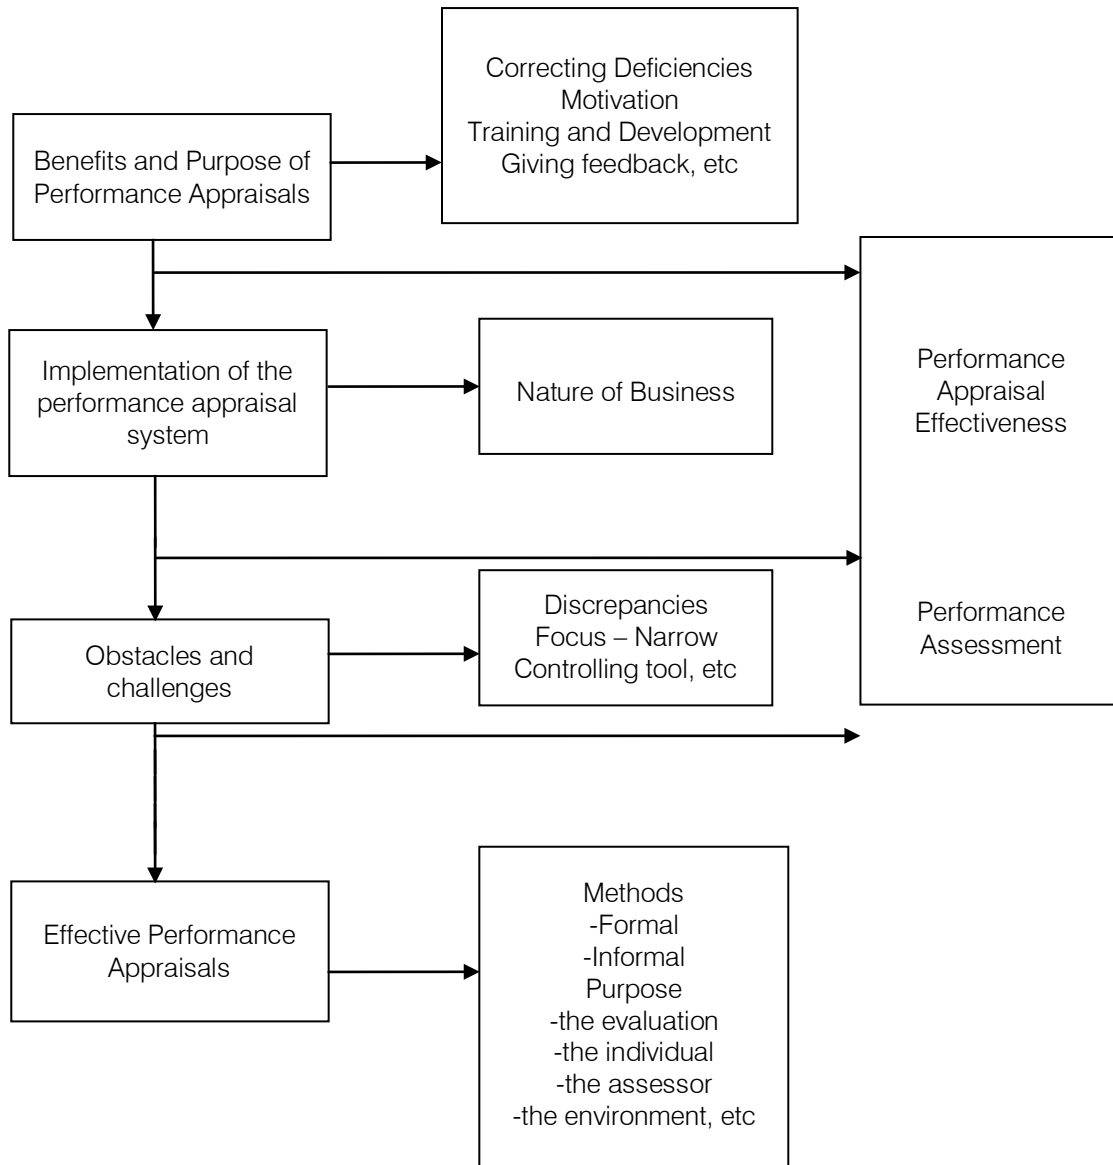 Correcting Deficiencies
Motivation
Training and Development
Giving feedback, etc
Benefits and Purpose of
Performance Appraisals
Implementation of the
performance appraisal
system
Nature of Business
Performance
Appraisal
Effectiveness
Performance
Assessment
Obstacles and
challenges
Discrepancies
Focus – Narrow
Controlling tool, etc
Effective Performance
Appraisals
Methods
-Formal
-Informal
Purpose
-the evaluation
-the individual
-the assessor
-the environment, etc